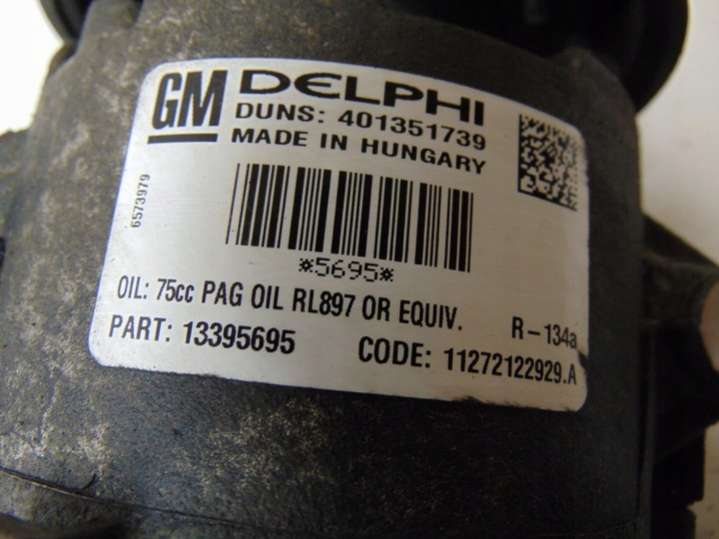 GM DELPHI
DUNS: 401351739
MADE IN HUNGARY
6573979
*5695*
OIL: 75cc PAG OIL RL897 OR EQUIV. R-134a
PART: 13395695 CODE: 11272122929.A